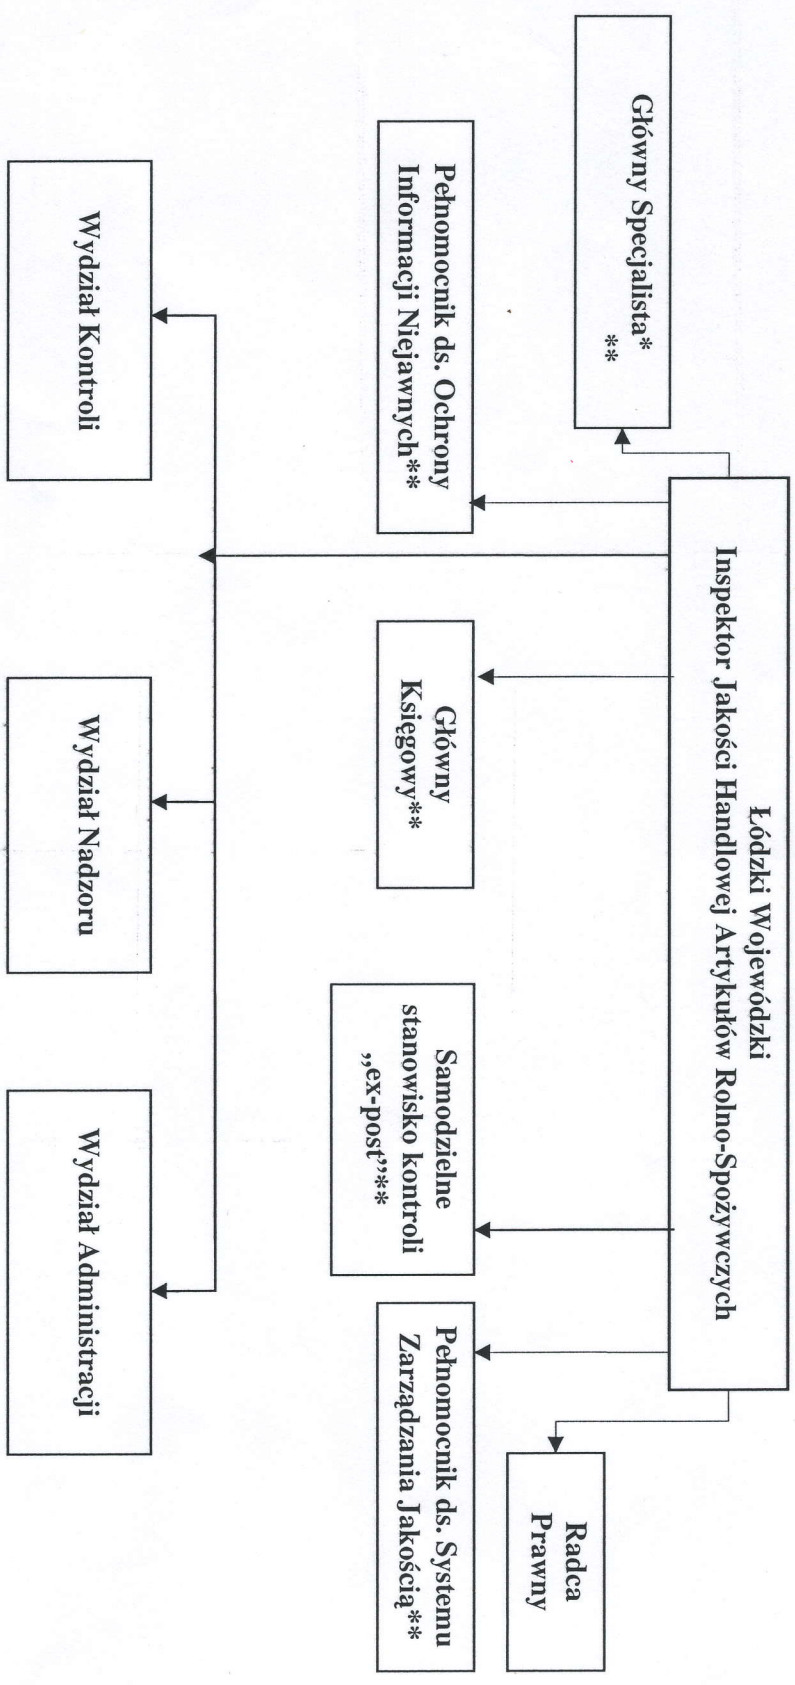 Łódzki Wojewódzki
Inspektor Jakości Handlowej Artykułów Rolno-Spożywczych
Główny Specjalista*
**
Radca
Prawny
Pełnomocnik ds. Ochrony
Informacji Niejawnych**
Główny
Księgowy**
Samodzielne
stanowisko kontroli
„ex-post”**
Pełnomocnik ds. Systemu
Zarządzania Jakością**
Wydział Kontroli
Wydział Nadzoru
Wydział Administracji